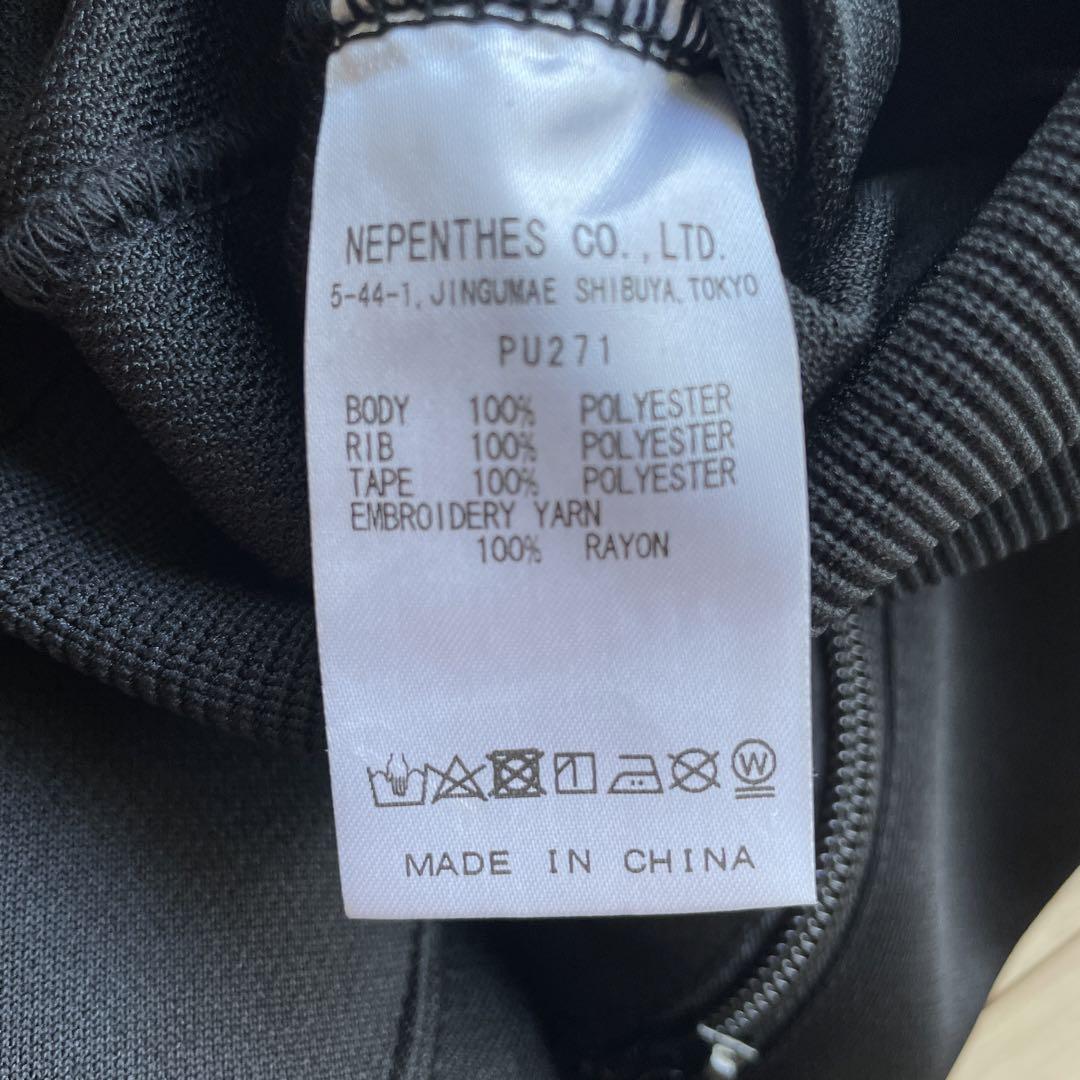 NEPENTHES CO.,LTD.
5-44-1, JINGUMAE SHIBUYA, TOKYO
PU271
BODY 100% POLYESTER
RIB 100% POLYESTER
TAPE 100% POLYESTER
EMBROIDERY YARN
100% RAYON
W
MADE IN CHINA